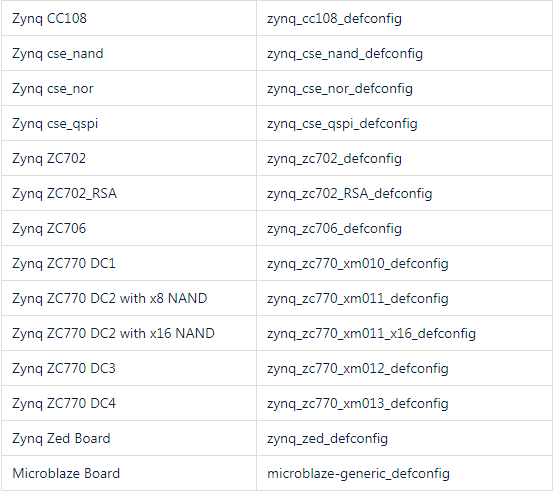 Zynq CC108 zynq_cc108_defconfig
Zynq cse_nand zynq_cse_nand_defconfig
Zynq cse_nor zynq_cse_nor_defconfig
Zynq cse_qspi zynq_cse_qspi_defconfig
Zynq ZC702 zynq_zc702_defconfig
Zynq ZC702_RSA zynq_zc702_RSA_defconfig
Zynq ZC706 zynq_zc706_defconfig
Zynq ZC770 DC1 zynq_zc770_xm010_defconfig
Zynq ZC770 DC2 with x8 NAND zynq_zc770_xm011_defconfig
Zynq ZC770 DC2 with x16 NAND zynq_zc770_xm011_x16_defconfig
Zynq ZC770 DC3 zynq_zc770_xm012_defconfig
Zynq ZC770 DC4 zynq_zc770_xm013_defconfig
Zynq Zed Board zynq_zed_defconfig
Microblaze Board microblaze-generic_defconfig